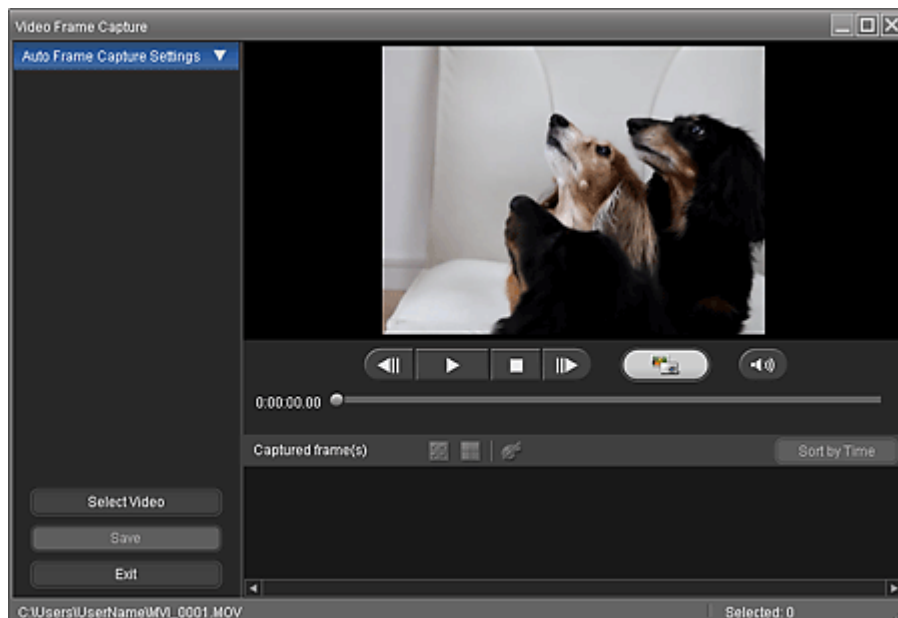 Video Frame Capture
Auto Frame Capture Settings
0:00:00.00
Captured frame(s)
Sort by Time
Select Video
Save
Exit
C:\Users\UserName\MVI_0001.MOV
Selected: 0